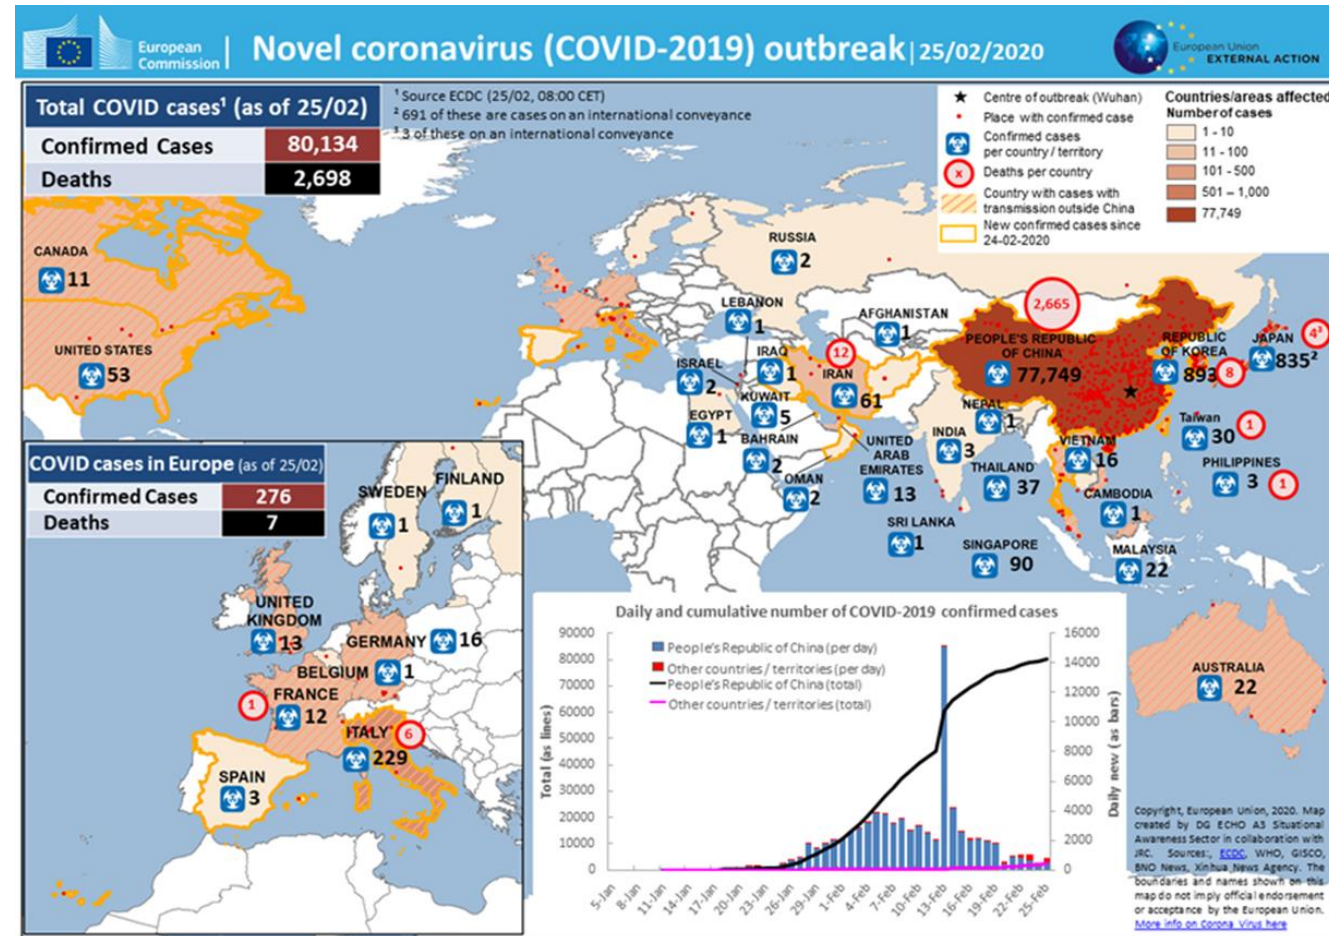 European
Commission
Novel coronavirus (COVID-2019) outbreak| 25/02/2020
European Union
EXTERNAL ACTION
Total COVID cases¹ (as of 25/02)
Confirmed Cases 80,134
Deaths 2,698
¹ Source ECDC (25/02, 08:00 CET)
² 691 of these are cases on an international conveyance
³ 3 of these on an international conveyance
Centre of outbreak (Wuhan)
Place with confirmed case
Confirmed cases
per country / territory
x
Deaths per country
Country with cases with
transmission outside China
New confirmed cases since
24-02-2020
Countries/areas affected
Number of cases
1 - 10
11 - 100
101 - 500
501 – 1,000
77,749
CANADA
11
UNITED STATES
53
RUSSIA
2
LEBANON
1
AFGHANISTAN
1
2,665
PEOPLE'S REPUBLIC
OF CHINA
77,749
REPUBLIC
OF KOREA
893
8
JAPAN
4³
835²
ISRAEL
2
IRAQ
1
12
IRAN
61
KUWAIT
5
EGYPT
1
BAHRAIN
2
OMAN
2
UNITED
ARAB
EMIRATES
13
NEPAL
1
INDIA
3
THAILAND
37
VIETNAM
16
Taiwan
30
1
PHILIPPINES
3
1
CAMBODIA
1
SRI LANKA
1
SINGAPORE
90
MALAYSIA
22
AUSTRALIA
22
COVID cases in Europe (as of 25/02)
Confirmed Cases 276
Deaths 7
SWEDEN
1
FINLAND
1
UNITED
KINGDOM
13
GERMANY
16
BELGIUM
1
1
FRANCE
12
ITALY
6
229
SPAIN
3
Daily and cumulative number of COVID-2019 confirmed cases
People's Republic of China (per day)
Other countries / territories (per day)
People's Republic of China (total)
Other countries / territories (total)
Total (as lines)
90000
80000
70000
60000
50000
40000
30000
20000
10000
0
Daily new (as bars)
16000
14000
12000
10000
8000
6000
4000
2000
0
5-Jan
8-Jan
11-Jan
14-Jan
17-Jan
20-Jan
23-Jan
26-Jan
29-Jan
1-Feb
4-Feb
7-Feb
10-Feb
13-Feb
16-Feb
19-Feb
22-Feb
25-Feb
Copyright, European Union, 2020. Map
created by DG ECHO A3 Situational
Awareness Sector in collaboration with
JRC. Sources:, ECDC, WHO, GISCO,
BNO News, Xinhua News Agency. The
boundaries and names shown on this
map do not imply official endorsement
or acceptance by the European Union.
More info on Corona Virus here